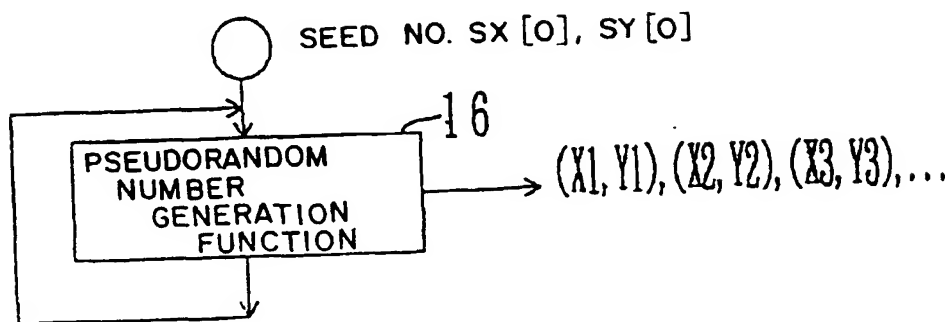 SEED NO. SX [0], SY [0]
16
PSEUDORANDOM
NUMBER
GENERATION
FUNCTION
(X1, Y1), (X2, Y2), (X3, Y3), ...